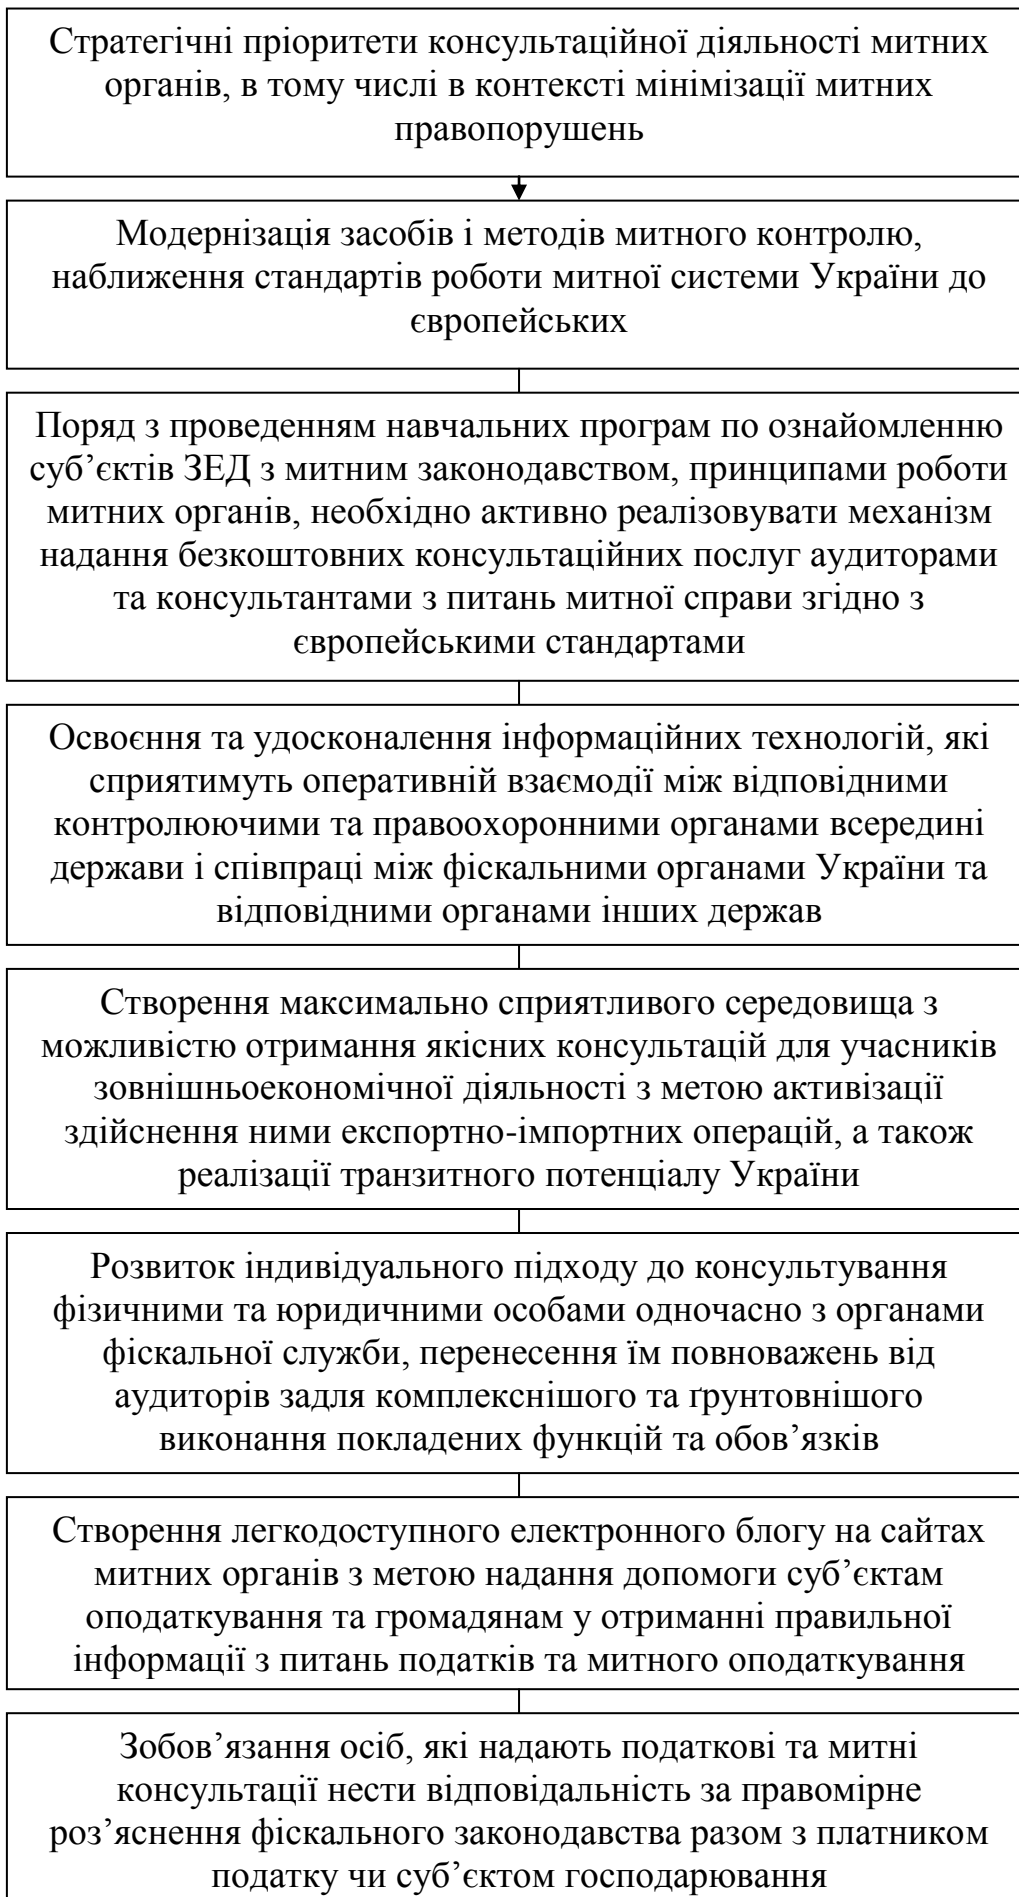 Стратегічні пріоритети консультаційної діяльності митних
органів, в тому числі в контексті мінімізації митних
правопорушень
Модернізація засобів і методів митного контролю,
наближення стандартів роботи митної системи України до
європейських
Поряд з проведенням навчальних програм по ознайомленню
суб’єктів ЗЕД з митним законодавством, принципами роботи
митних органів, необхідно активно реалізовувати механізм
надання безкоштовних консультаційних послуг аудиторами
та консультантами з питань митної справи згідно з
європейськими стандартами
Освоєння та удосконалення інформаційних технологій, які
сприятимуть оперативній взаємодії між відповідними
контролюючими та правоохоронними органами всередині
держави і співпраці між фіскальними органами України та
відповідними органами інших держав
Створення максимально сприятливого середовища з
можливістю отримання якісних консультацій для учасників
зовнішньоекономічної діяльності з метою активізації
здійснення ними експортно-імпортних операцій, а також
реалізації транзитного потенціалу України
Розвиток індивідуального підходу до консультування
фізичними та юридичними особами одночасно з органами
фіскальної служби, перенесення їм повноважень від
аудиторів задля комплекснішого та ґрунтовнішого
виконання покладених функцій та обов’язків
Створення легкодоступного електронного блогу на сайтах
митних органів з метою надання допомоги суб’єктам
оподаткування та громадянам у отриманні правильної
інформації з питань податків та митного оподаткування
Зобов’язання осіб, які надають податкові та митні
консультації нести відповідальність за правомірне
роз’яснення фіскального законодавства разом з платником
податку чи суб’єктом господарювання